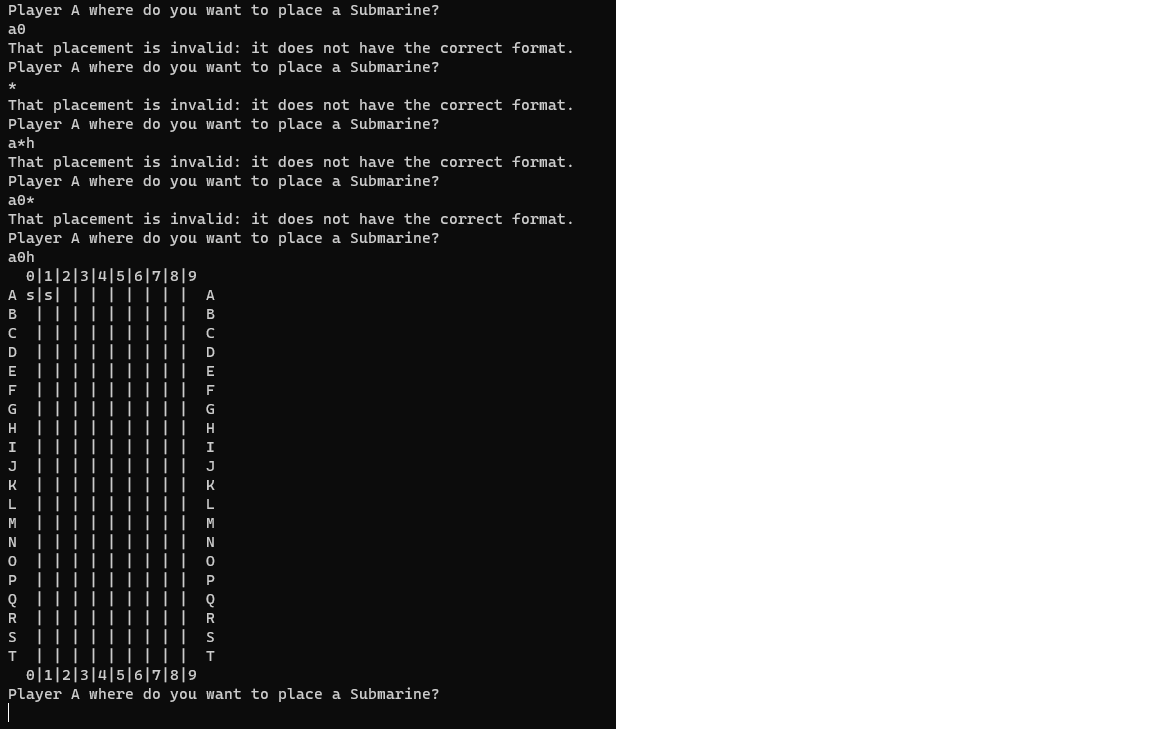 Player A where do you want to place a Submarine?
a0
That placement is invalid: it does not have the correct format.
Player A where do you want to place a Submarine?
*
That placement is invalid: it does not have the correct format.
Player A where do you want to place a Submarine?
a*h
That placement is invalid: it does not have the correct format.
Player A where do you want to place a Submarine?
a0*
That placement is invalid: it does not have the correct format.
Player A where do you want to place a Submarine?
a0h
  0|1|2|3|4|5|6|7|8|9
A s|s| | | | | | | |  A
B  | | | | | | | | |  B
C  | | | | | | | | |  C
D  | | | | | | | | |  D
E  | | | | | | | | |  E
F  | | | | | | | | |  F
G  | | | | | | | | |  G
H  | | | | | | | | |  H
I  | | | | | | | | |  I
J  | | | | | | | | |  J
K  | | | | | | | | |  K
L  | | | | | | | | |  L
M  | | | | | | | | |  M
N  | | | | | | | | |  N
O  | | | | | | | | |  O
P  | | | | | | | | |  P
Q  | | | | | | | | |  Q
R  | | | | | | | | |  R
S  | | | | | | | | |  S
T  | | | | | | | | |  T
  0|1|2|3|4|5|6|7|8|9
Player A where do you want to place a Submarine?